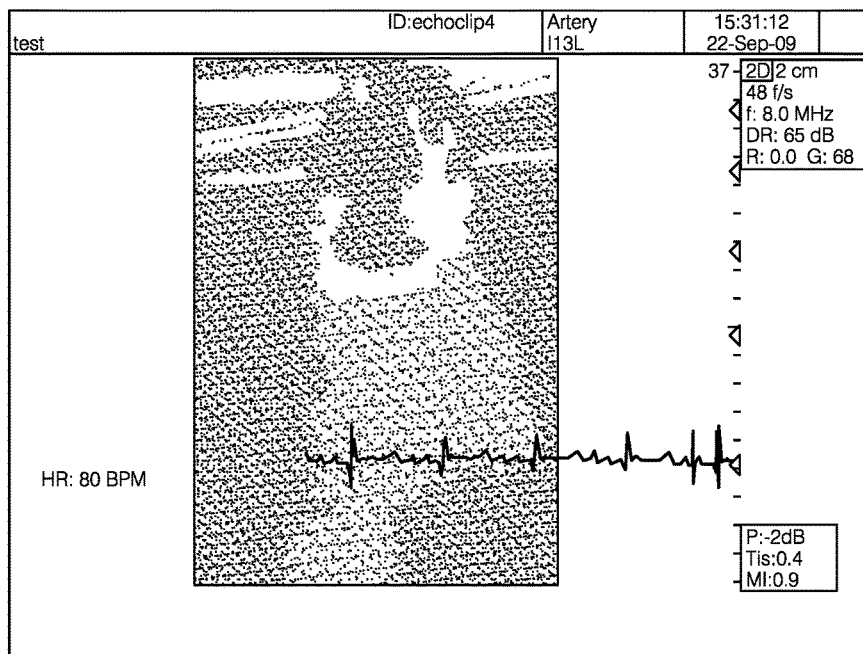 ID:echoclip4
Artery
15:31:12
test
I13L
22-Sep-09
37
2D 2 cm
48 f/s
f: 8.0 MHz
DR: 65 dB
R: 0.0 G: 68
HR: 80 BPM
P:-2dB
Tis:0.4
MI:0.9